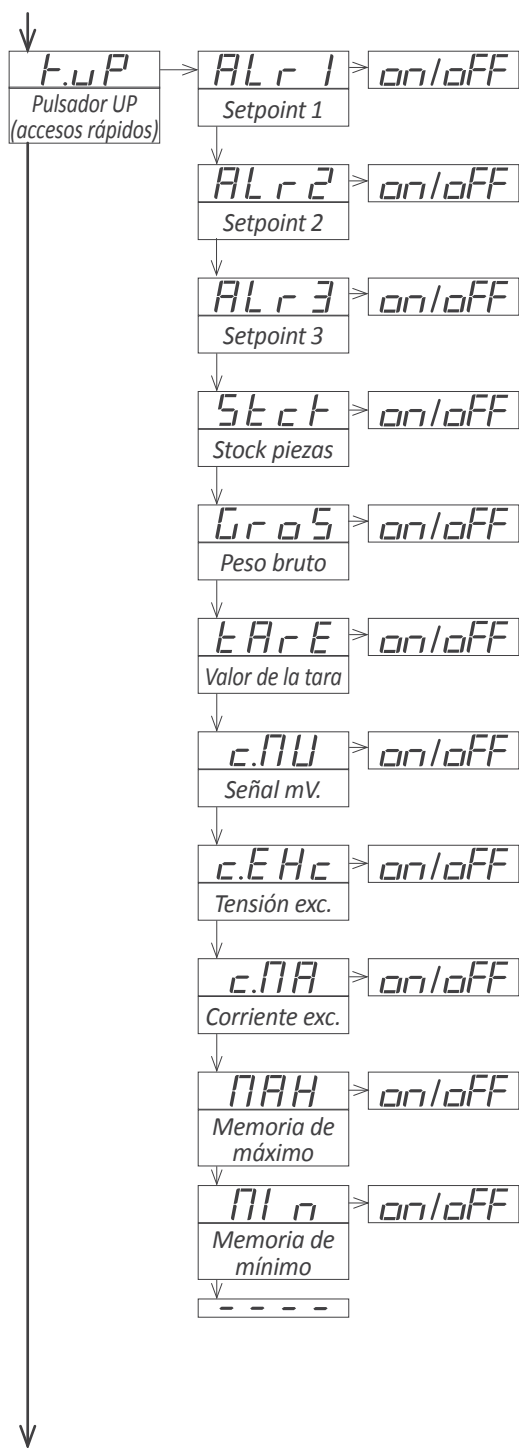 K.uP
Pulsador UP
(accesos rápidos)
ALr1
on/oFF
Setpoint 1
ALr2
on/oFF
Setpoint 2
ALr3
on/oFF
Setpoint 3
Stck
on/oFF
Stock piezas
GroS
on/oFF
Peso bruto
tArE
on/oFF
Valor de la tara
c.MV
on/oFF
Señal mV.
c.EHc
on/oFF
Tensión exc.
c.MA
on/oFF
Corriente exc.
MAH
on/oFF
Memoria de
máximo
MIn
on/oFF
Memoria de
mínimo
----